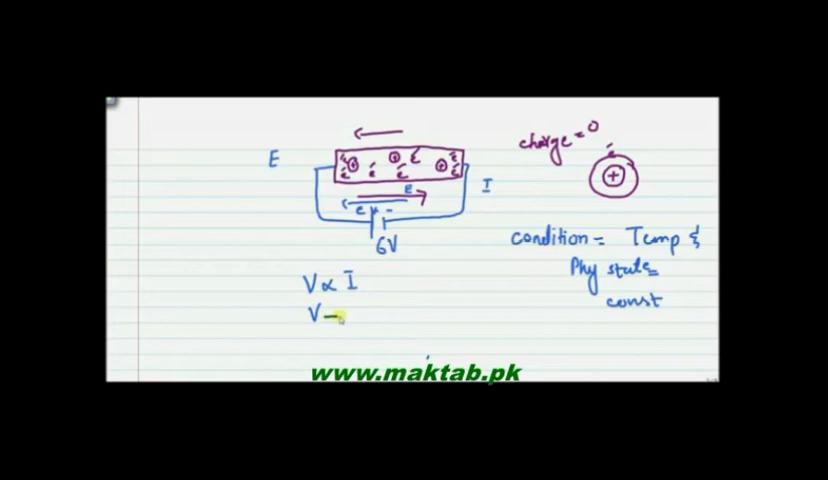 charge = 0
e
E
e e e e e e e
E
I
e + -
6V
condition = Temp &
Phy state =
const
V ∝ I
V =
www.maktab.pk